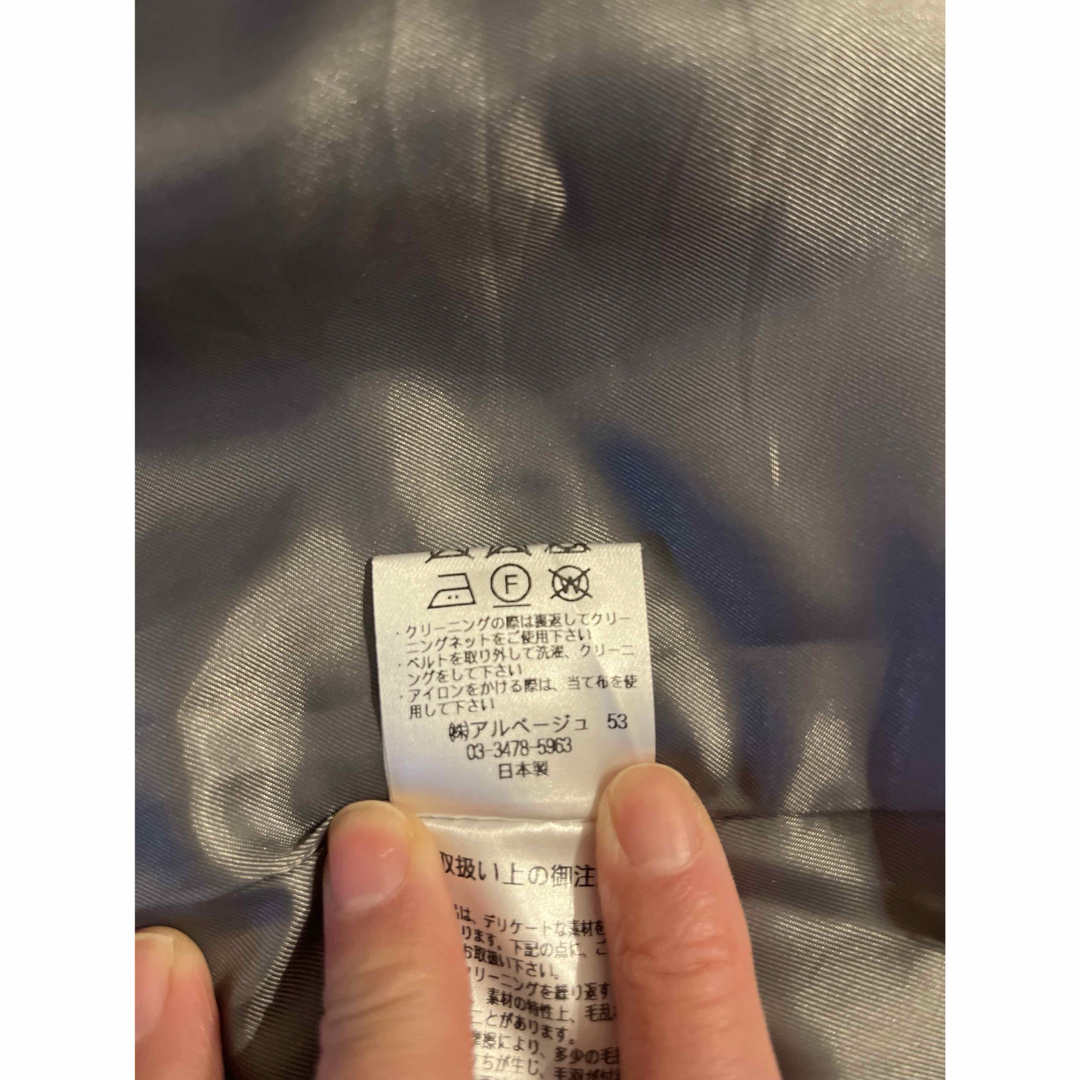 F
W
・クリーニングの際は裏返してクリー
ニングネットをご使用下さい
・ベルトを取り外して洗濯、クリーニ
ングをして下さい
・アイロンをかける際は、当て布を使
用して下さい
㈱アルページュ 53
03-3478-5963
日本製
取扱い上の御注
は、デリケートな素材を
ります。下記の点に、ご
お取扱い下さい。
クリーニングを繰り返す
、素材の特性上、毛乱
ことがあります。
摩擦により、多少の毛
ちが生じ、毛羽が付